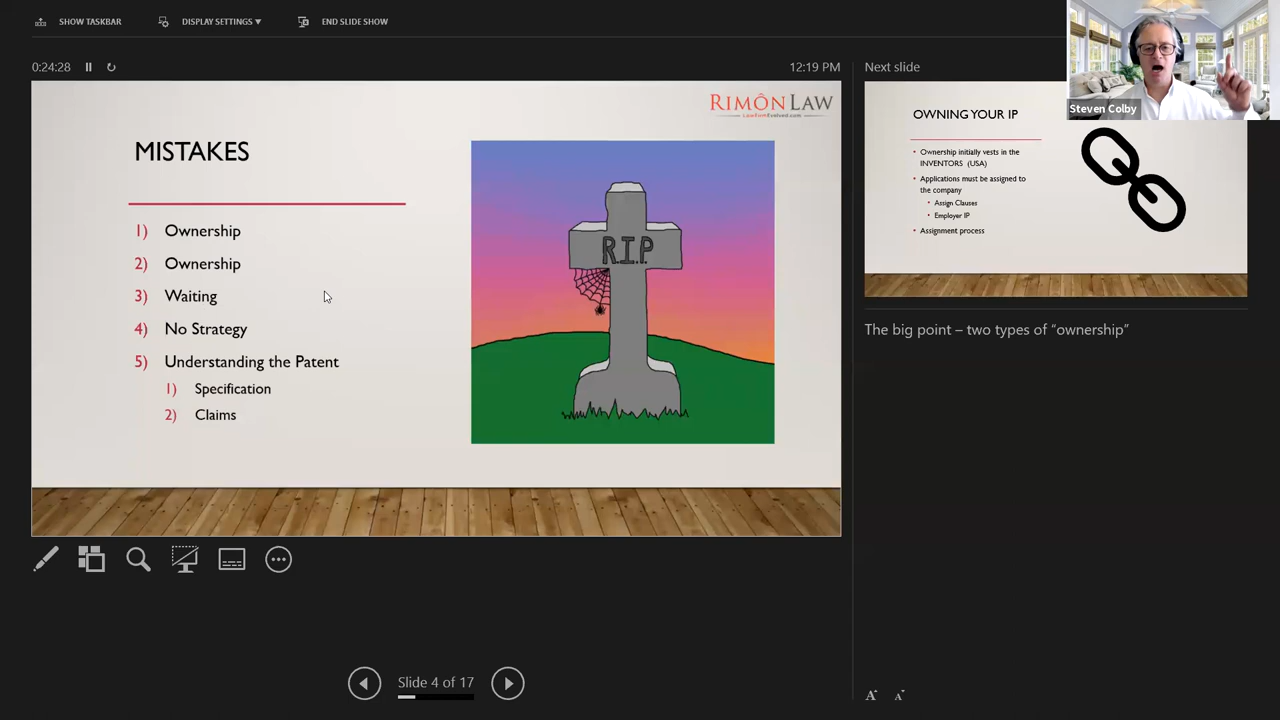 SHOW TASKBAR
DISPLAY SETTINGS ▾
END SLIDE SHOW
0:24:28
12:19 PM
Next slide
RIMÔN LAW
LawFirmEvolved.com
MISTAKES
1) Ownership
2) Ownership
3) Waiting
4) No Strategy
5) Understanding the Patent
1) Specification
2) Claims
R.I.P
Steven Colby
OWNING YOUR IP
• Ownership initially vests in the
INVENTORS (USA)
• Applications must be assigned to
the company
• Assign Clauses
• Employer IP
• Assignment process
The big point – two types of “ownership”
Slide 4 of 17
A A